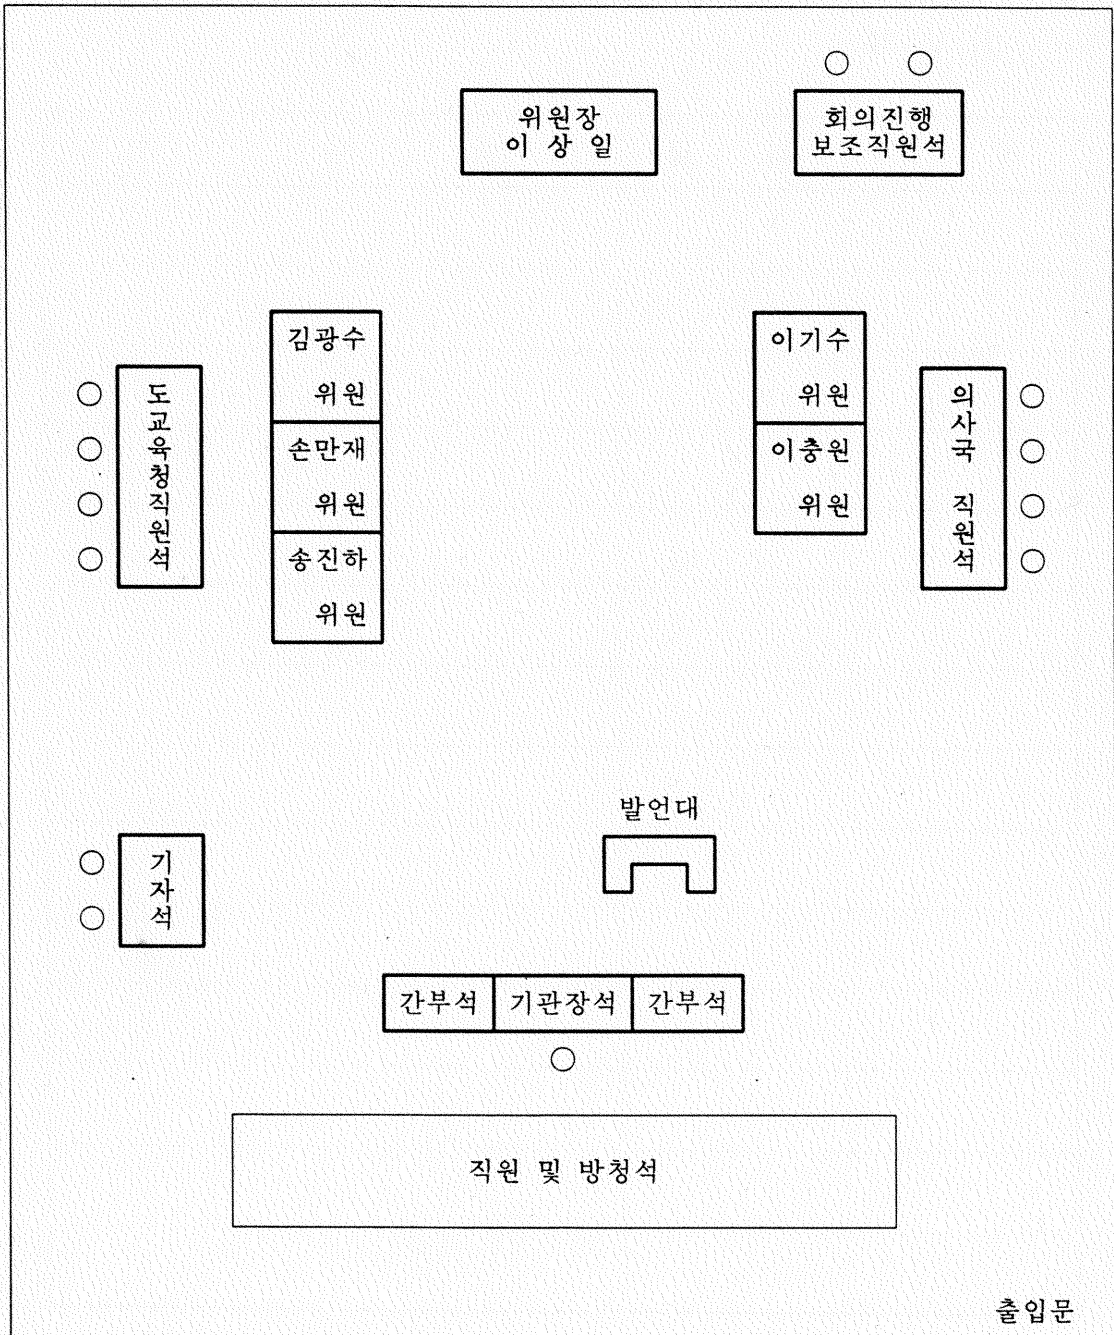 위원장
이 상 일
회의진행
보조직원석
김광수
위원
손만재
위원
송진하
위원
이기수
위원
이충원
위원
도교육청직원석
의사국 직원석
발언대
기자석
간부석 기관장석 간부석
직원 및 방청석
출입문